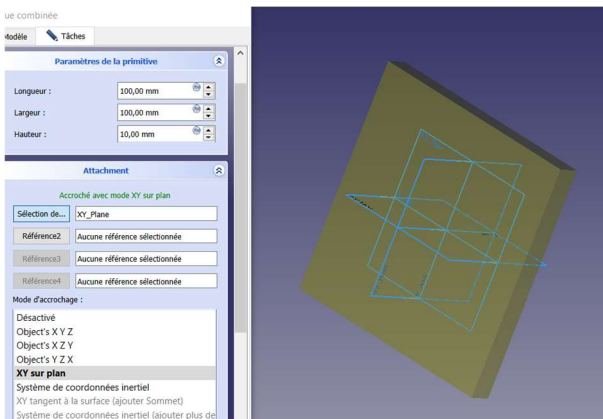 ue combinée
Modèle Tâches
Paramètres de la primitive
Longueur : 100,00 mm
Largeur : 100,00 mm
Hauteur : 10,00 mm
Attachment
Accroché avec mode XY sur plan
Sélection de... XY_Plane
Référence2 Aucune référence sélectionnée
Référence3 Aucune référence sélectionnée
Référence4 Aucune référence sélectionnée
Mode d'accrochage :
Désactivé
Object's X Y Z
Object's X Z Y
Object's Y Z X
XY sur plan
Système de coordonnées inertiel
XY tangent à la surface (ajouter Sommet)
Système de coordonnées inertiel (ajouter plus de